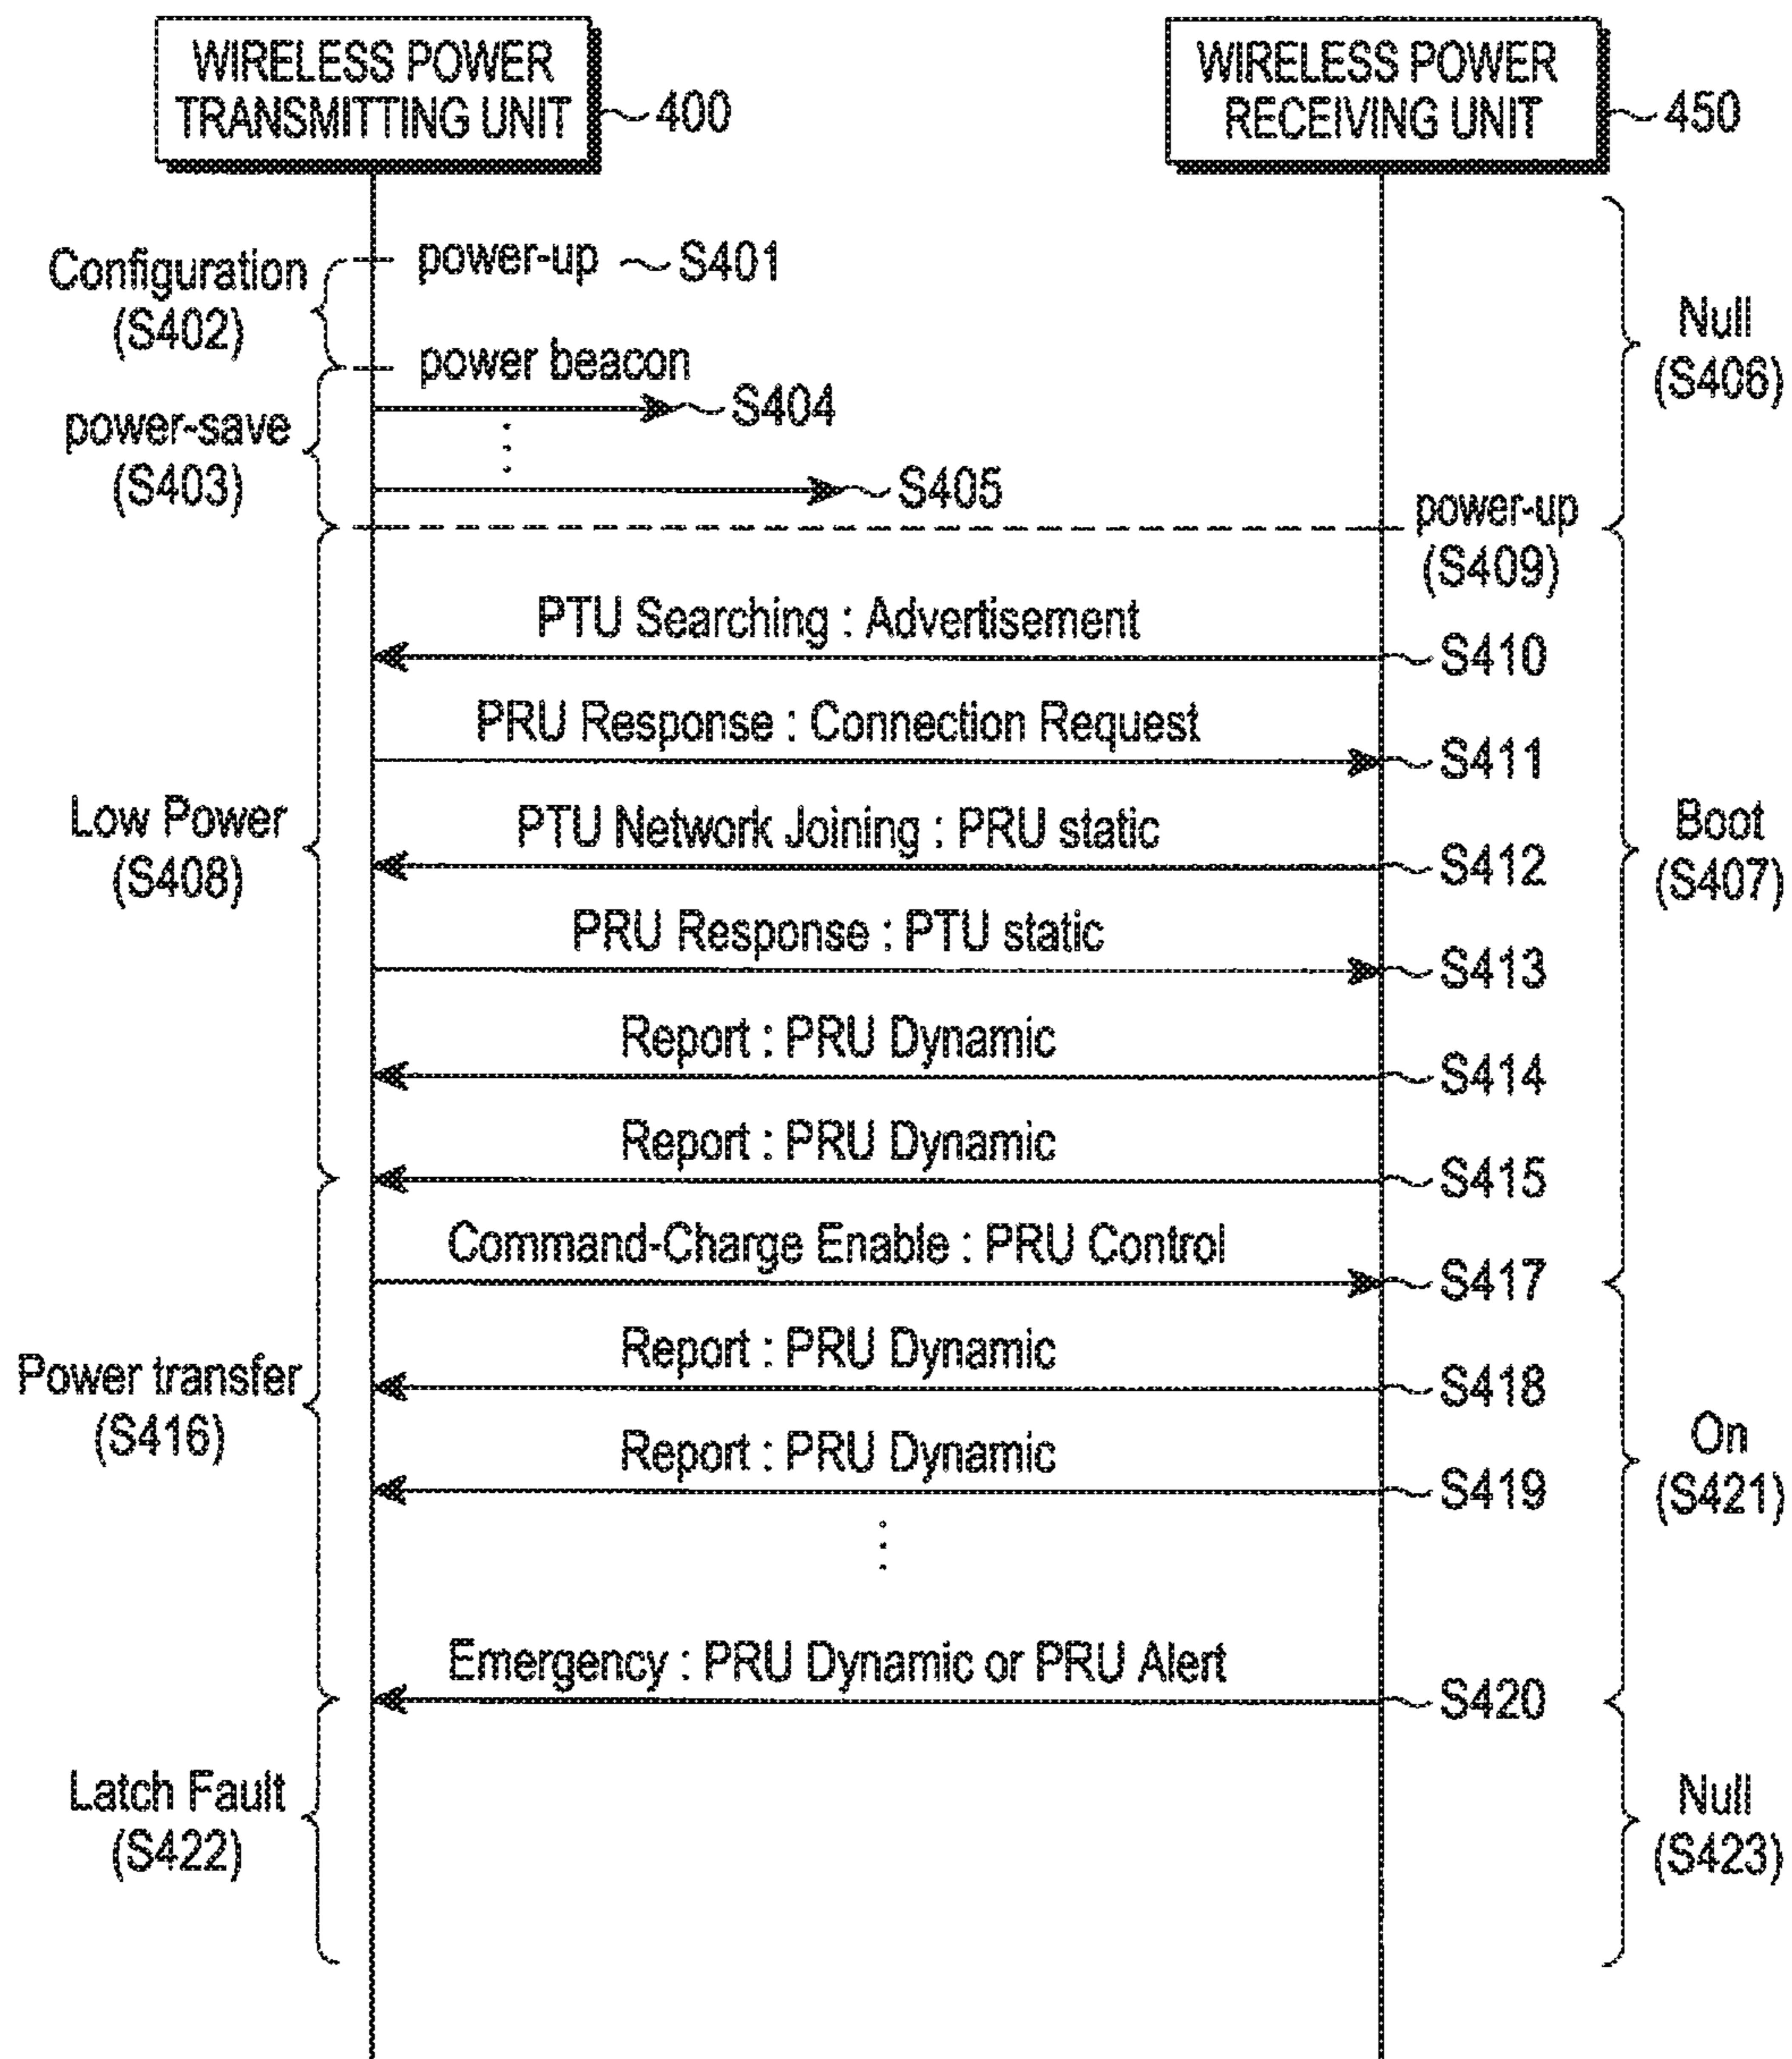 WIRELESS POWER
TRANSMITTING UNIT
400
WIRELESS POWER
RECEIVING UNIT
450
Configuration
(S402)
power-up
S401
Null
(S406)
power beacon
S404
power-save
(S403)
S405
power-up
(S409)
PTU Searching : Advertisement
S410
PRU Response : Connection Request
S411
Low Power
(S408)
PTU Network Joining : PRU static
S412
Boot
(S407)
PRU Response : PTU static
S413
Report : PRU Dynamic
S414
Report : PRU Dynamic
S415
Command-Charge Enable : PRU Control
S417
Power transfer
(S416)
Report : PRU Dynamic
S418
Report : PRU Dynamic
S419
On
(S421)
Emergency : PRU Dynamic or PRU Alert
S420
Latch Fault
(S422)
Null
(S423)